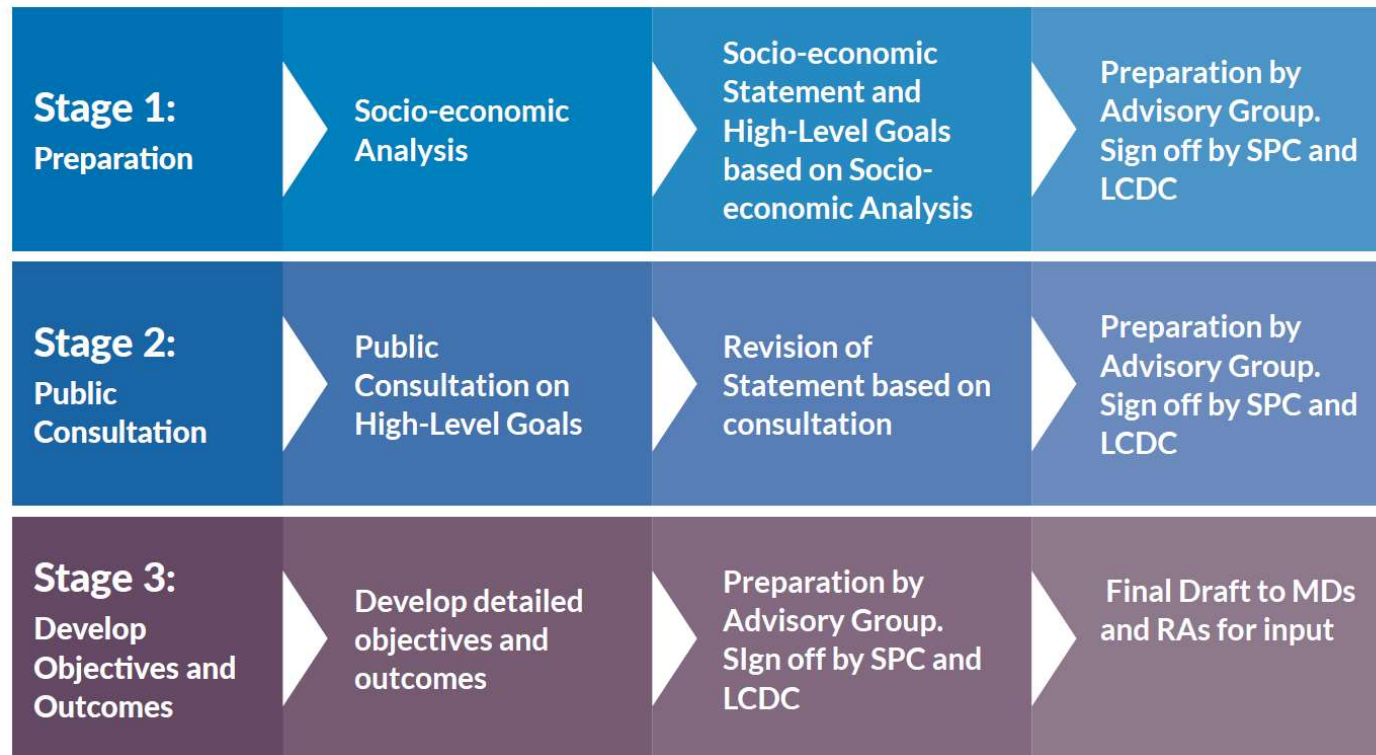 Stage 1:
Preparation
Socio-economic
Analysis
Socio-economic
Statement and
High-Level Goals
based on Socio-
economic Analysis
Preparation by
Advisory Group.
Sign off by SPC and
LCDC
Stage 2:
Public
Consultation
Public
Consultation on
High-Level Goals
Revision of
Statement based on
consultation
Preparation by
Advisory Group.
Sign off by SPC and
LCDC
Stage 3:
Develop
Objectives and
Outcomes
Develop detailed
objectives and
outcomes
Preparation by
Advisory Group.
SIgn off by SPC and
LCDC
Final Draft to MDs
and RAs for input